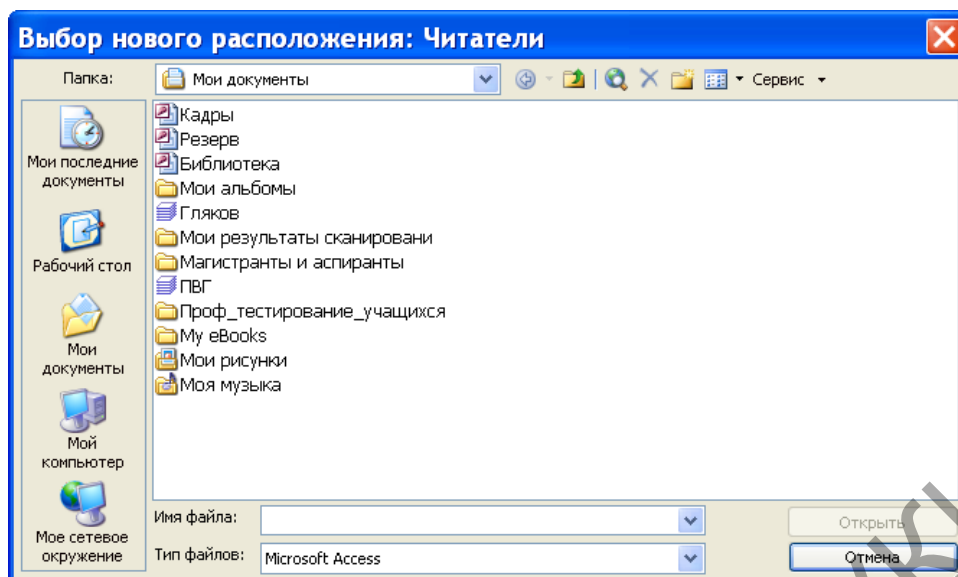 Выбор нового расположения: Читатели
Папка:
Мои документы
Сервис
Мои последние
документы
Рабочий стол
Мои
документы
Мой
компьютер
Мое сетевое
окружение
Кадры
Резерв
Библиотека
Мои альбомы
Гляков
Мои результаты сканировани
Магистранты и аспиранты
ПВГ
Проф_тестирование_учащихся
My eBooks
Мои рисунки
Моя музыка
Имя файла:
Открыть
Тип файлов:
Microsoft Access
Отмена